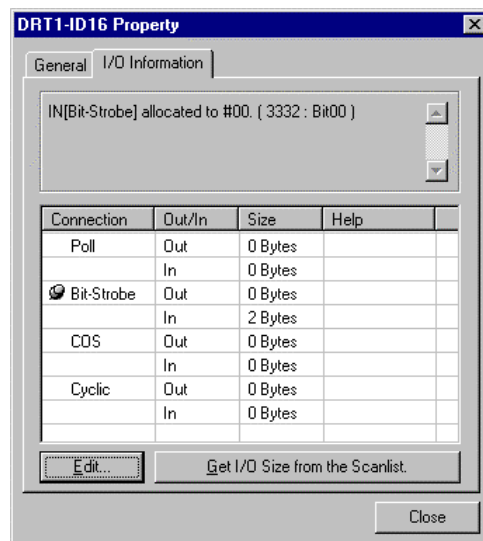 DRT1-ID16 Property
General I/O Information
IN[Bit-Strobe] allocated to #00. ( 3332 : Bit00 )
Connection Out/In Size Help
Poll Out 0 Bytes
In 0 Bytes
Bit-Strobe Out 0 Bytes
In 2 Bytes
COS Out 0 Bytes
In 0 Bytes
Cyclic Out 0 Bytes
In 0 Bytes
Edit... Get I/O Size from the Scanlist.
Close